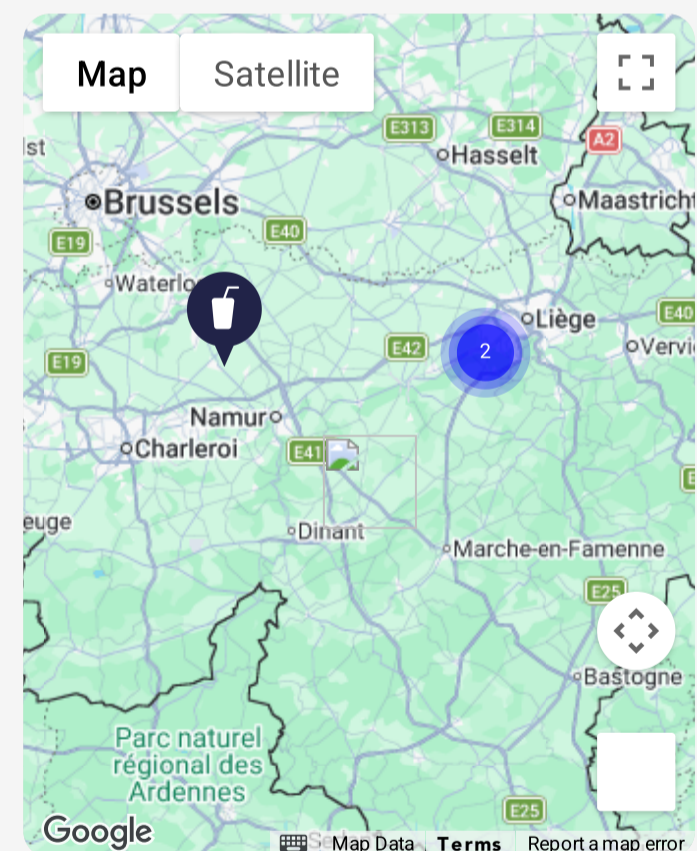 Map
Satellite
E313
E314
A2
lst
Hasselt
Brussels
Maastricht
E19
E40
Waterlo
E40
Liège
E42
2
Vervi
E19
Namur
Charleroi
E41
euge
Dinant
Marche-en-Famenne
E25
Bastogne
Parc naturel
régional des
Ardennes
E25
Google
Map Data
Terms
Report a map error